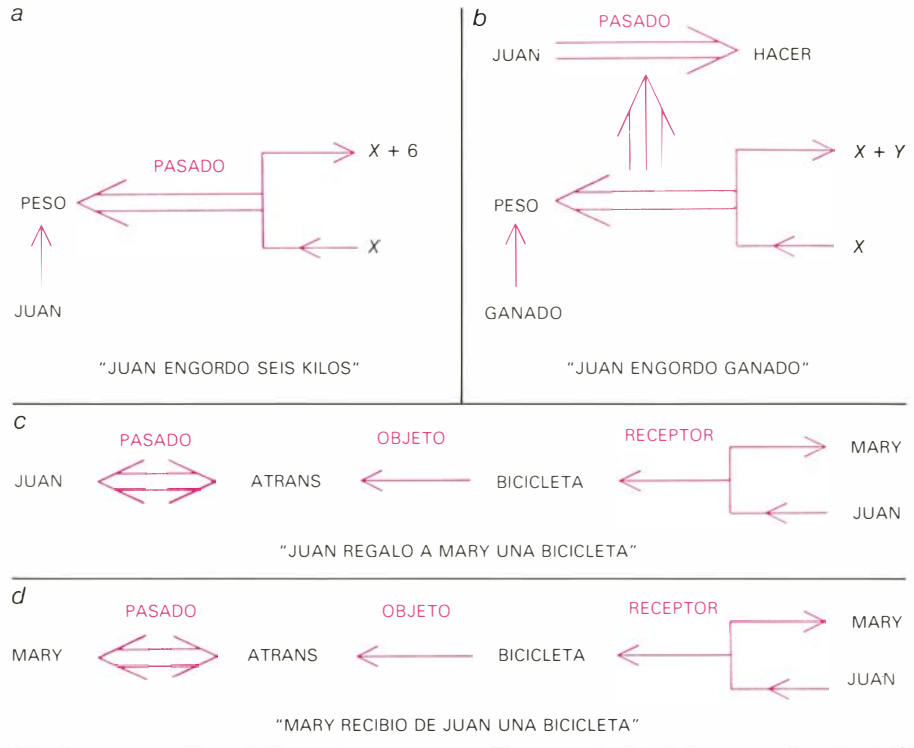 a
PASADO
X + 6
PESO
X
JUAN
"JUAN ENGORDO SEIS KILOS"
b
PASADO
JUAN
HACER
X + Y
PESO
X
GANADO
"JUAN ENGORDO GANADO"
c
PASADO
OBJETO
RECEPTOR
MARY
JUAN
ATRANS
BICICLETA
JUAN
"JUAN REGALO A MARY UNA BICICLETA"
d
PASADO
OBJETO
RECEPTOR
MARY
MARY
ATRANS
BICICLETA
JUAN
"MARY RECIBIO DE JUAN UNA BICICLETA"